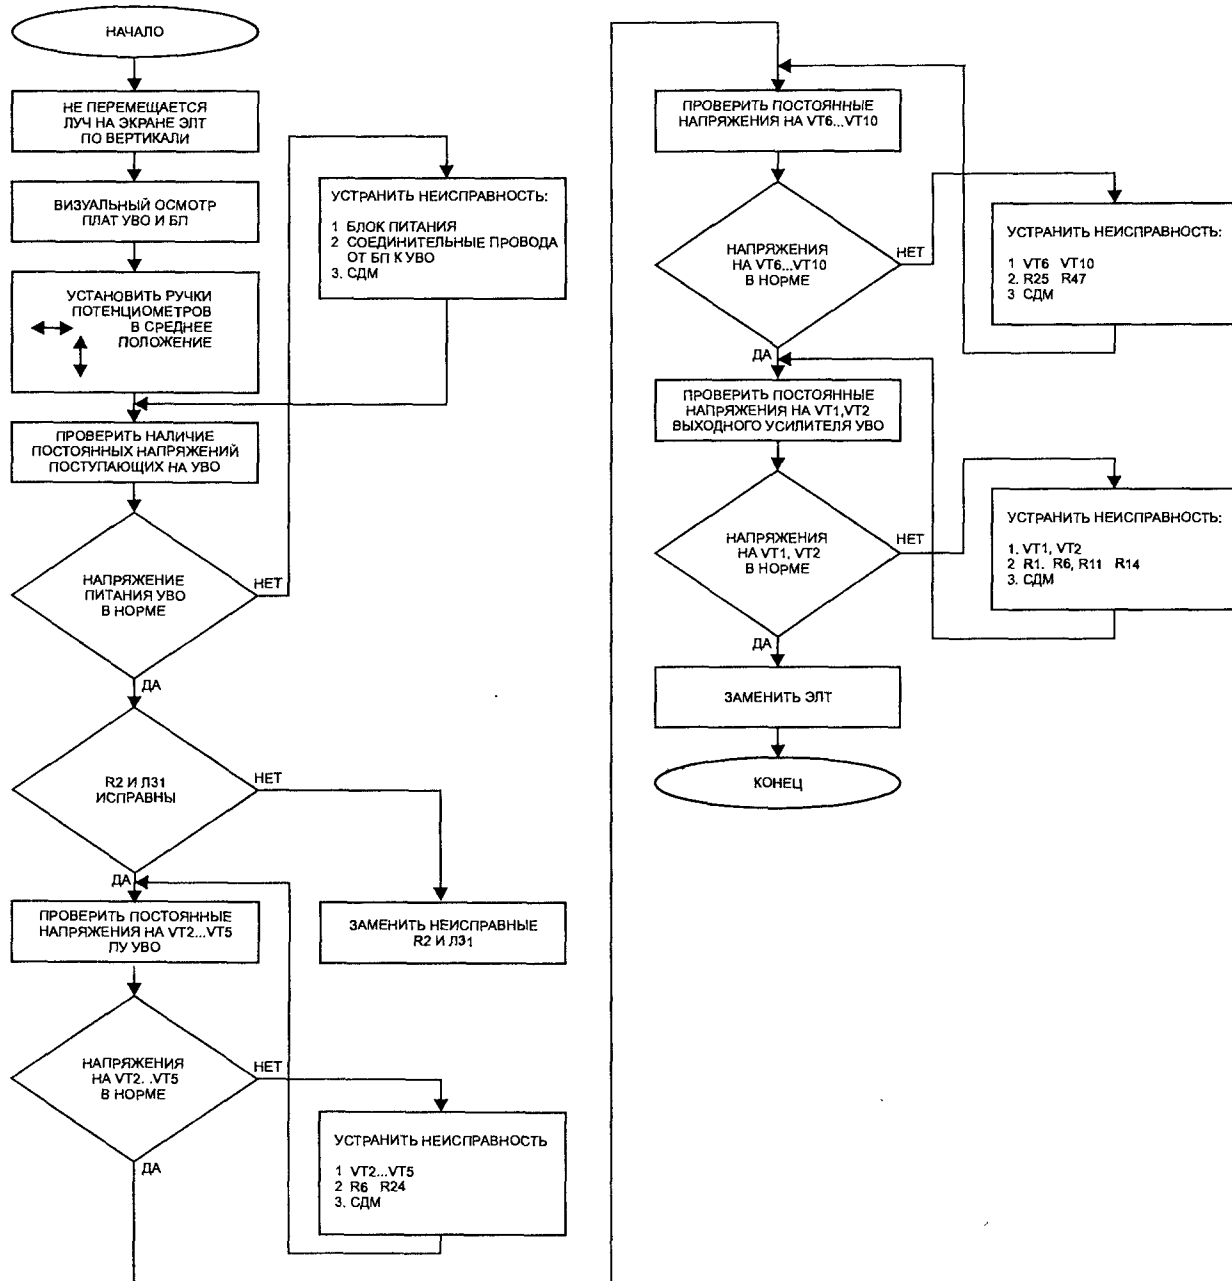 НАЧАЛО
НЕ ПЕРЕМЕЩАЕТСЯ
ЛУЧ НА ЭКРАНЕ ЭЛТ
ПО ВЕРТИКАЛИ
ВИЗУАЛЬНЫЙ ОСМОТР
ПЛАТ УВО И БП
УСТАНОВИТЬ РУЧКИ
ПОТЕНЦИОМЕТРОВ
В СРЕДНЕЕ
ПОЛОЖЕНИЕ
ПРОВЕРИТЬ НАЛИЧИЕ
ПОСТОЯННЫХ НАПРЯЖЕНИЙ
ПОСТУПАЮЩИХ НА УВО
НАПРЯЖЕНИЕ
ПИТАНИЯ УВО
В НОРМЕ
НЕТ
УСТРАНИТЬ НЕИСПРАВНОСТЬ:
1 БЛОК ПИТАНИЯ
2 СОЕДИНИТЕЛЬНЫЕ ПРОВОДА
ОТ БП К УВО
3. СДМ
ДА
R2 И ЛЗ1
ИСПРАВНЫ
НЕТ
ЗАМЕНИТЬ НЕИСПРАВНЫЕ
R2 И ЛЗ1
ДА
ПРОВЕРИТЬ ПОСТОЯННЫЕ
НАПРЯЖЕНИЯ НА VT2...VT5
ПУ УВО
НАПРЯЖЕНИЯ
НА VT2. .VT5
В НОРМЕ
НЕТ
УСТРАНИТЬ НЕИСПРАВНОСТЬ
1 VT2...VT5
2 R6 R24
3. СДМ
ДА
ПРОВЕРИТЬ ПОСТОЯННЫЕ
НАПРЯЖЕНИЯ НА VT6...VT10
НАПРЯЖЕНИЯ
НА VT6...VT10
В НОРМЕ
НЕТ
УСТРАНИТЬ НЕИСПРАВНОСТЬ:
1 VT6 VT10
2. R25 R47
3 СДМ
ДА
ПРОВЕРИТЬ ПОСТОЯННЫЕ
НАПРЯЖЕНИЯ НА VT1,VT2
ВЫХОДНОГО УСИЛИТЕЛЯ УВО
НАПРЯЖЕНИЯ
НА VT1, VT2
В НОРМЕ
НЕТ
УСТРАНИТЬ НЕИСПРАВНОСТЬ:
1. VT1, VT2
2 R1. R6, R11 R14
3. СДМ
ДА
ЗАМЕНИТЬ ЭЛТ
КОНЕЦ